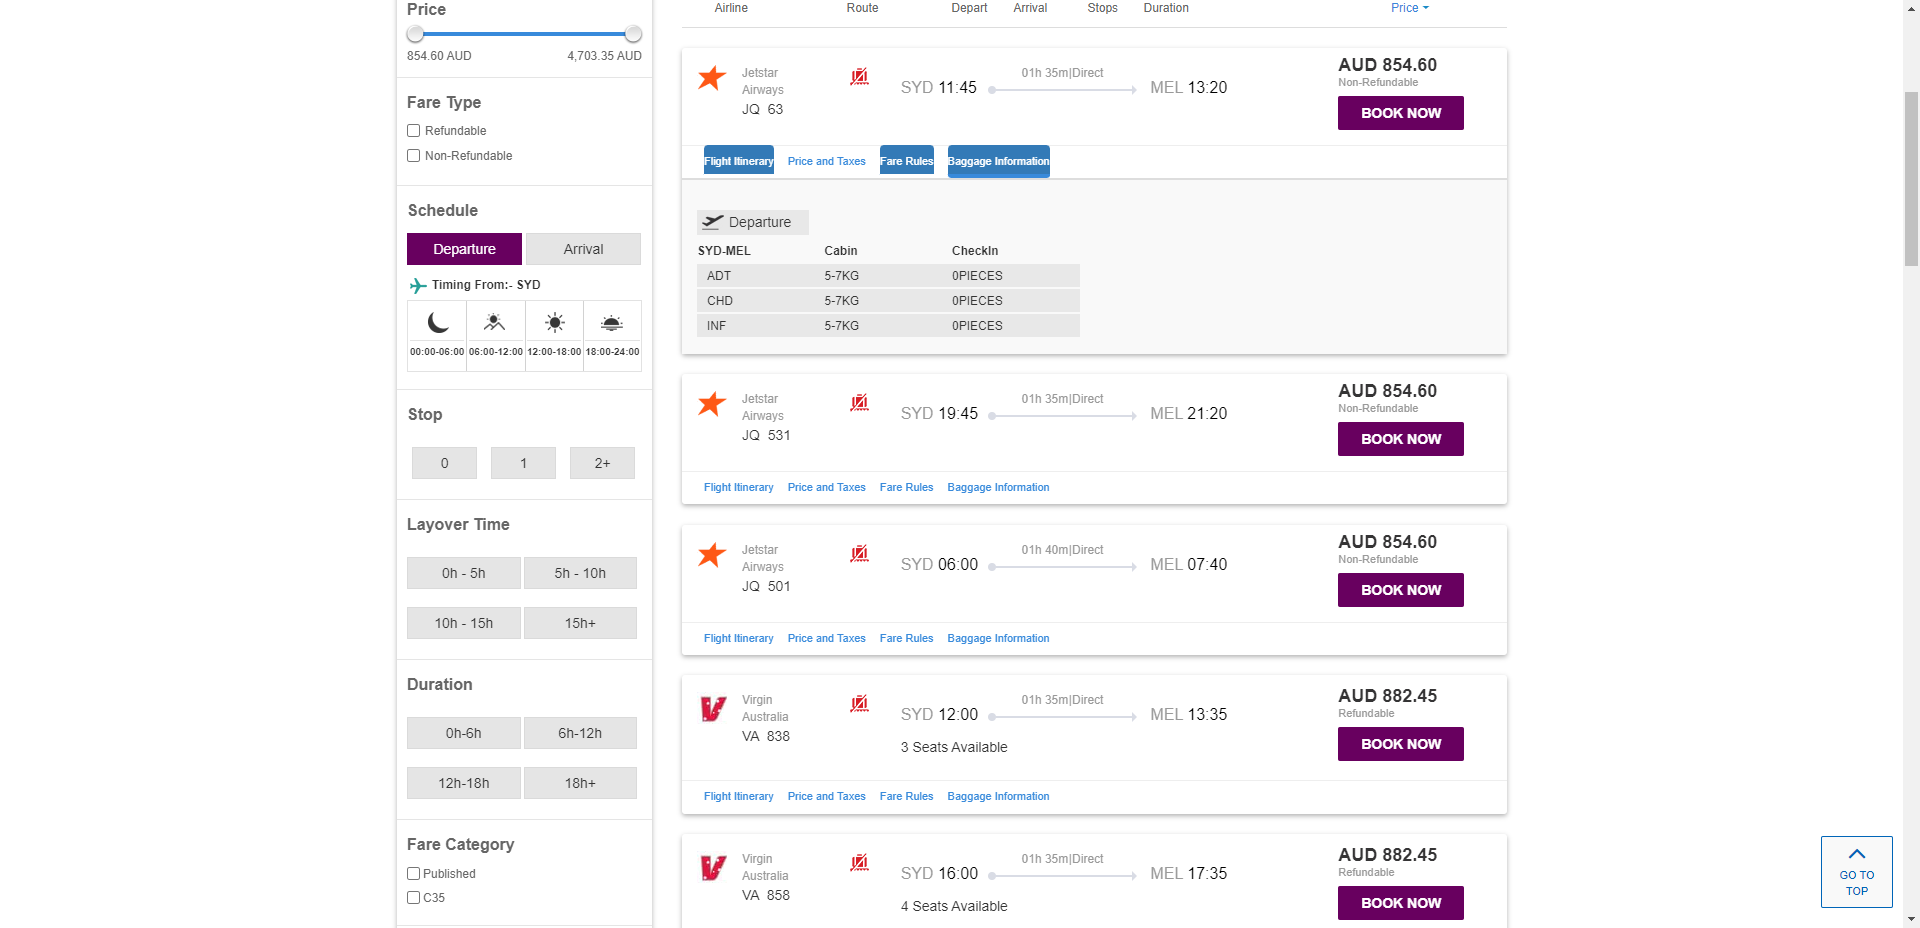 Price
854.60 AUD 4,703.35 AUD
Fare Type
Refundable
Non-Refundable
Schedule
Departure Arrival
Timing From:- SYD
00:00-06:00 06:00-12:00 12:00-18:00 18:00-24:00
Stop
0 1 2+
Layover Time
0h - 5h 5h - 10h
10h - 15h 15h+
Duration
0h-6h 6h-12h
12h-18h 18h+
Fare Category
Published
C35
Airline Route Depart Arrival Stops Duration Price
Jetstar
Airways
JQ 63
SYD 11:45
01h 35m|Direct
MEL 13:20
AUD 854.60
Non-Refundable
BOOK NOW
Flight Itinerary Price and Taxes Fare Rules Baggage Information
Departure
SYD-MEL Cabin CheckIn
ADT 5-7KG 0PIECES
CHD 5-7KG 0PIECES
INF 5-7KG 0PIECES
Jetstar
Airways
JQ 531
SYD 19:45
01h 35m|Direct
MEL 21:20
AUD 854.60
Non-Refundable
BOOK NOW
Flight Itinerary Price and Taxes Fare Rules Baggage Information
Jetstar
Airways
JQ 501
SYD 06:00
01h 40m|Direct
MEL 07:40
AUD 854.60
Non-Refundable
BOOK NOW
Flight Itinerary Price and Taxes Fare Rules Baggage Information
Virgin
Australia
VA 838
SYD 12:00
01h 35m|Direct
MEL 13:35
3 Seats Available
AUD 882.45
Refundable
BOOK NOW
Flight Itinerary Price and Taxes Fare Rules Baggage Information
Virgin
Australia
VA 858
SYD 16:00
01h 35m|Direct
MEL 17:35
4 Seats Available
AUD 882.45
Refundable
BOOK NOW
GO TO
TOP